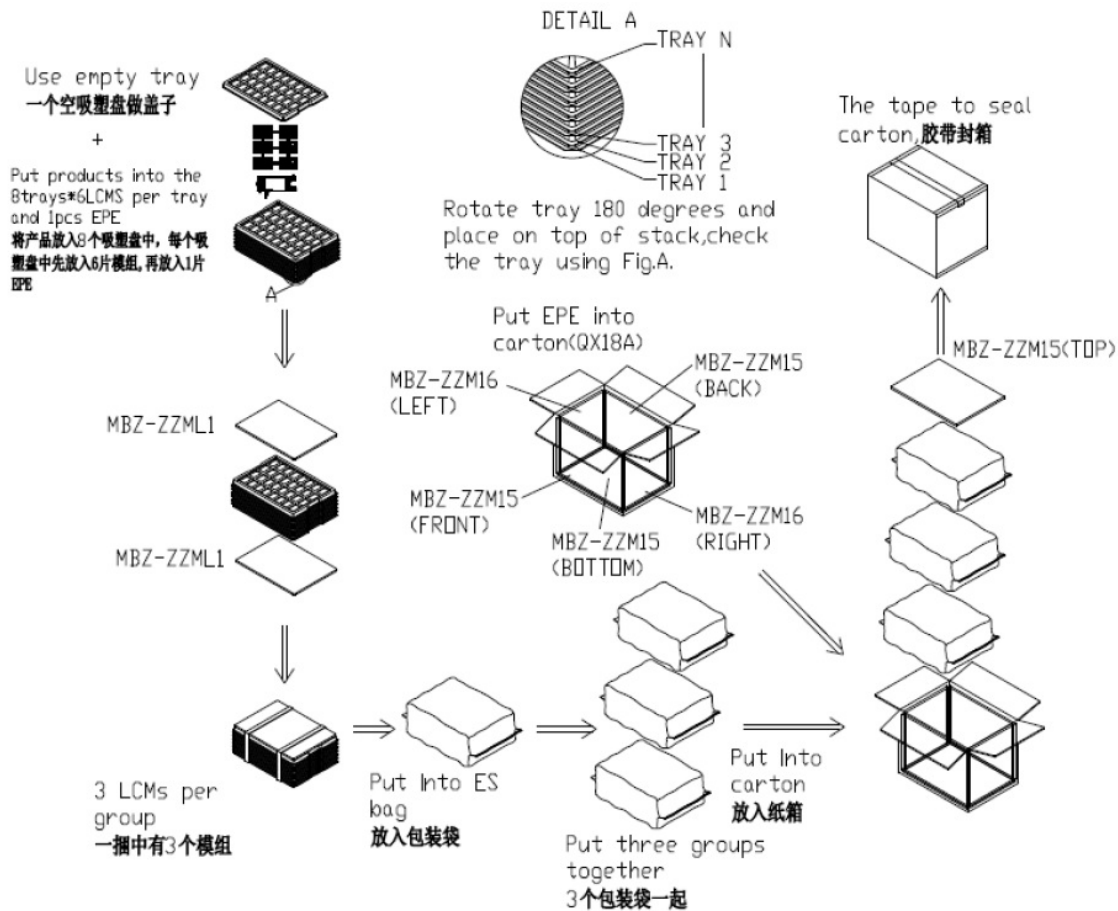 Use empty tray
一个空吸塑盘做盖子
+
Put products into the
8trays*6LCMS per tray
and 1pcs EPE
将产品放入8个吸塑盘中，每个吸
塑盘中先放入6片模组,再放入1片
EPE
A
DETAIL A
TRAY N
TRAY 3
TRAY 2
TRAY 1
Rotate tray 180 degrees and
place on top of stack,check
the tray using Fig.A.
The tape to seal
carton,胶带封箱
Put EPE into
carton(QX18A)
MBZ-ZZM16
(LEFT)
MBZ-ZZM15
(BACK)
MBZ-ZZM15
(FRONT)
MBZ-ZZM15
(BOTTOM)
MBZ-ZZM16
(RIGHT)
MBZ-ZZM15(TOP)
MBZ-ZZML1
MBZ-ZZML1
3 LCMs per
group
一捆中有3个模组
Put Into ES
bag
放入包装袋
Put three groups
together
3个包装袋一起
Put Into
carton
放入纸箱